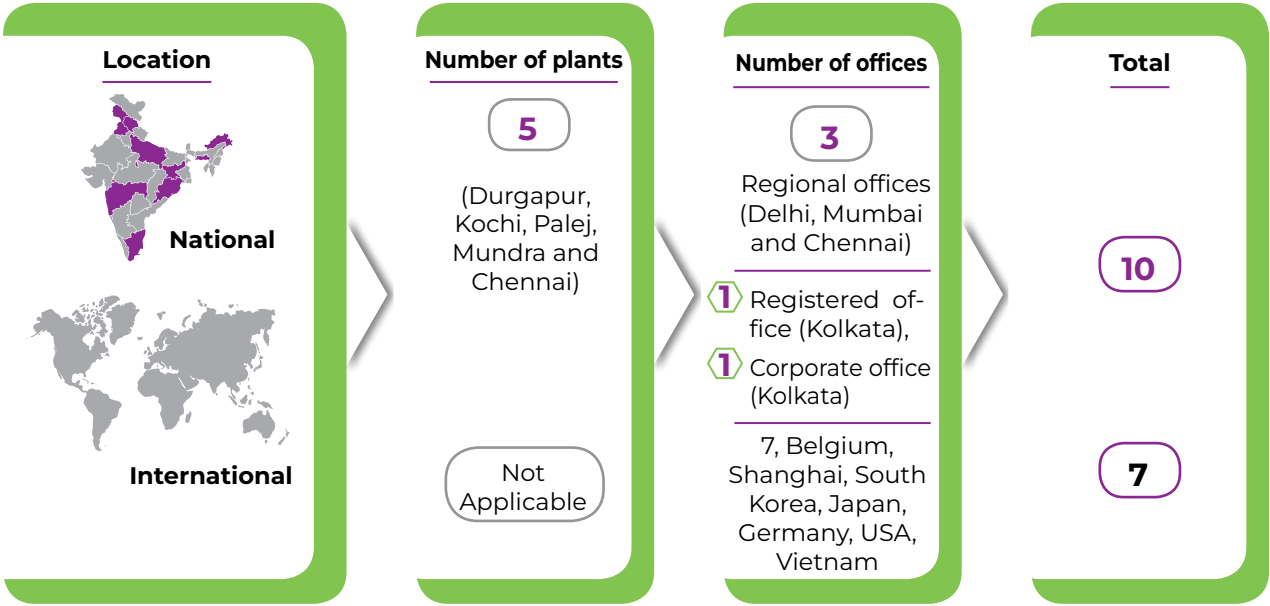 Location
National
International
Number of plants
5
(Durgapur,
Kochi, Palej,
Mundra and
Chennai)
Not
Applicable
Number of offices
3
Regional offices
(Delhi, Mumbai
and Chennai)
1 Registered of-
fice (Kolkata),
1 Corporate office
(Kolkata)
7, Belgium,
Shanghai, South
Korea, Japan,
Germany, USA,
Vietnam
Total
10
7